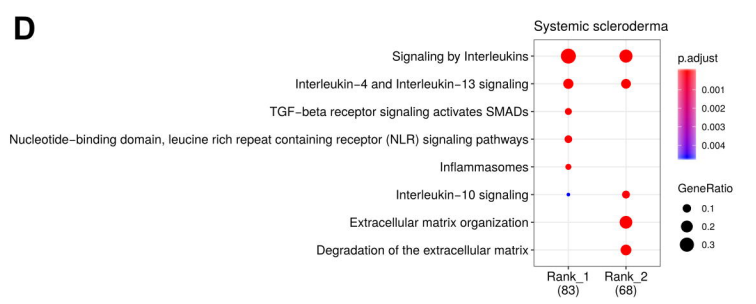 D
Systemic scleroderma
Signaling by Interleukins
Interleukin−4 and Interleukin−13 signaling
TGF−beta receptor signaling activates SMADs
Nucleotide−binding domain, leucine rich repeat containing receptor (NLR) signaling pathways
Inflammasomes
Interleukin−10 signaling
Extracellular matrix organization
Degradation of the extracellular matrix
Rank_1 Rank_2
(83) (68)
p.adjust
0.001
0.002
0.003
0.004
GeneRatio
0.1
0.2
0.3